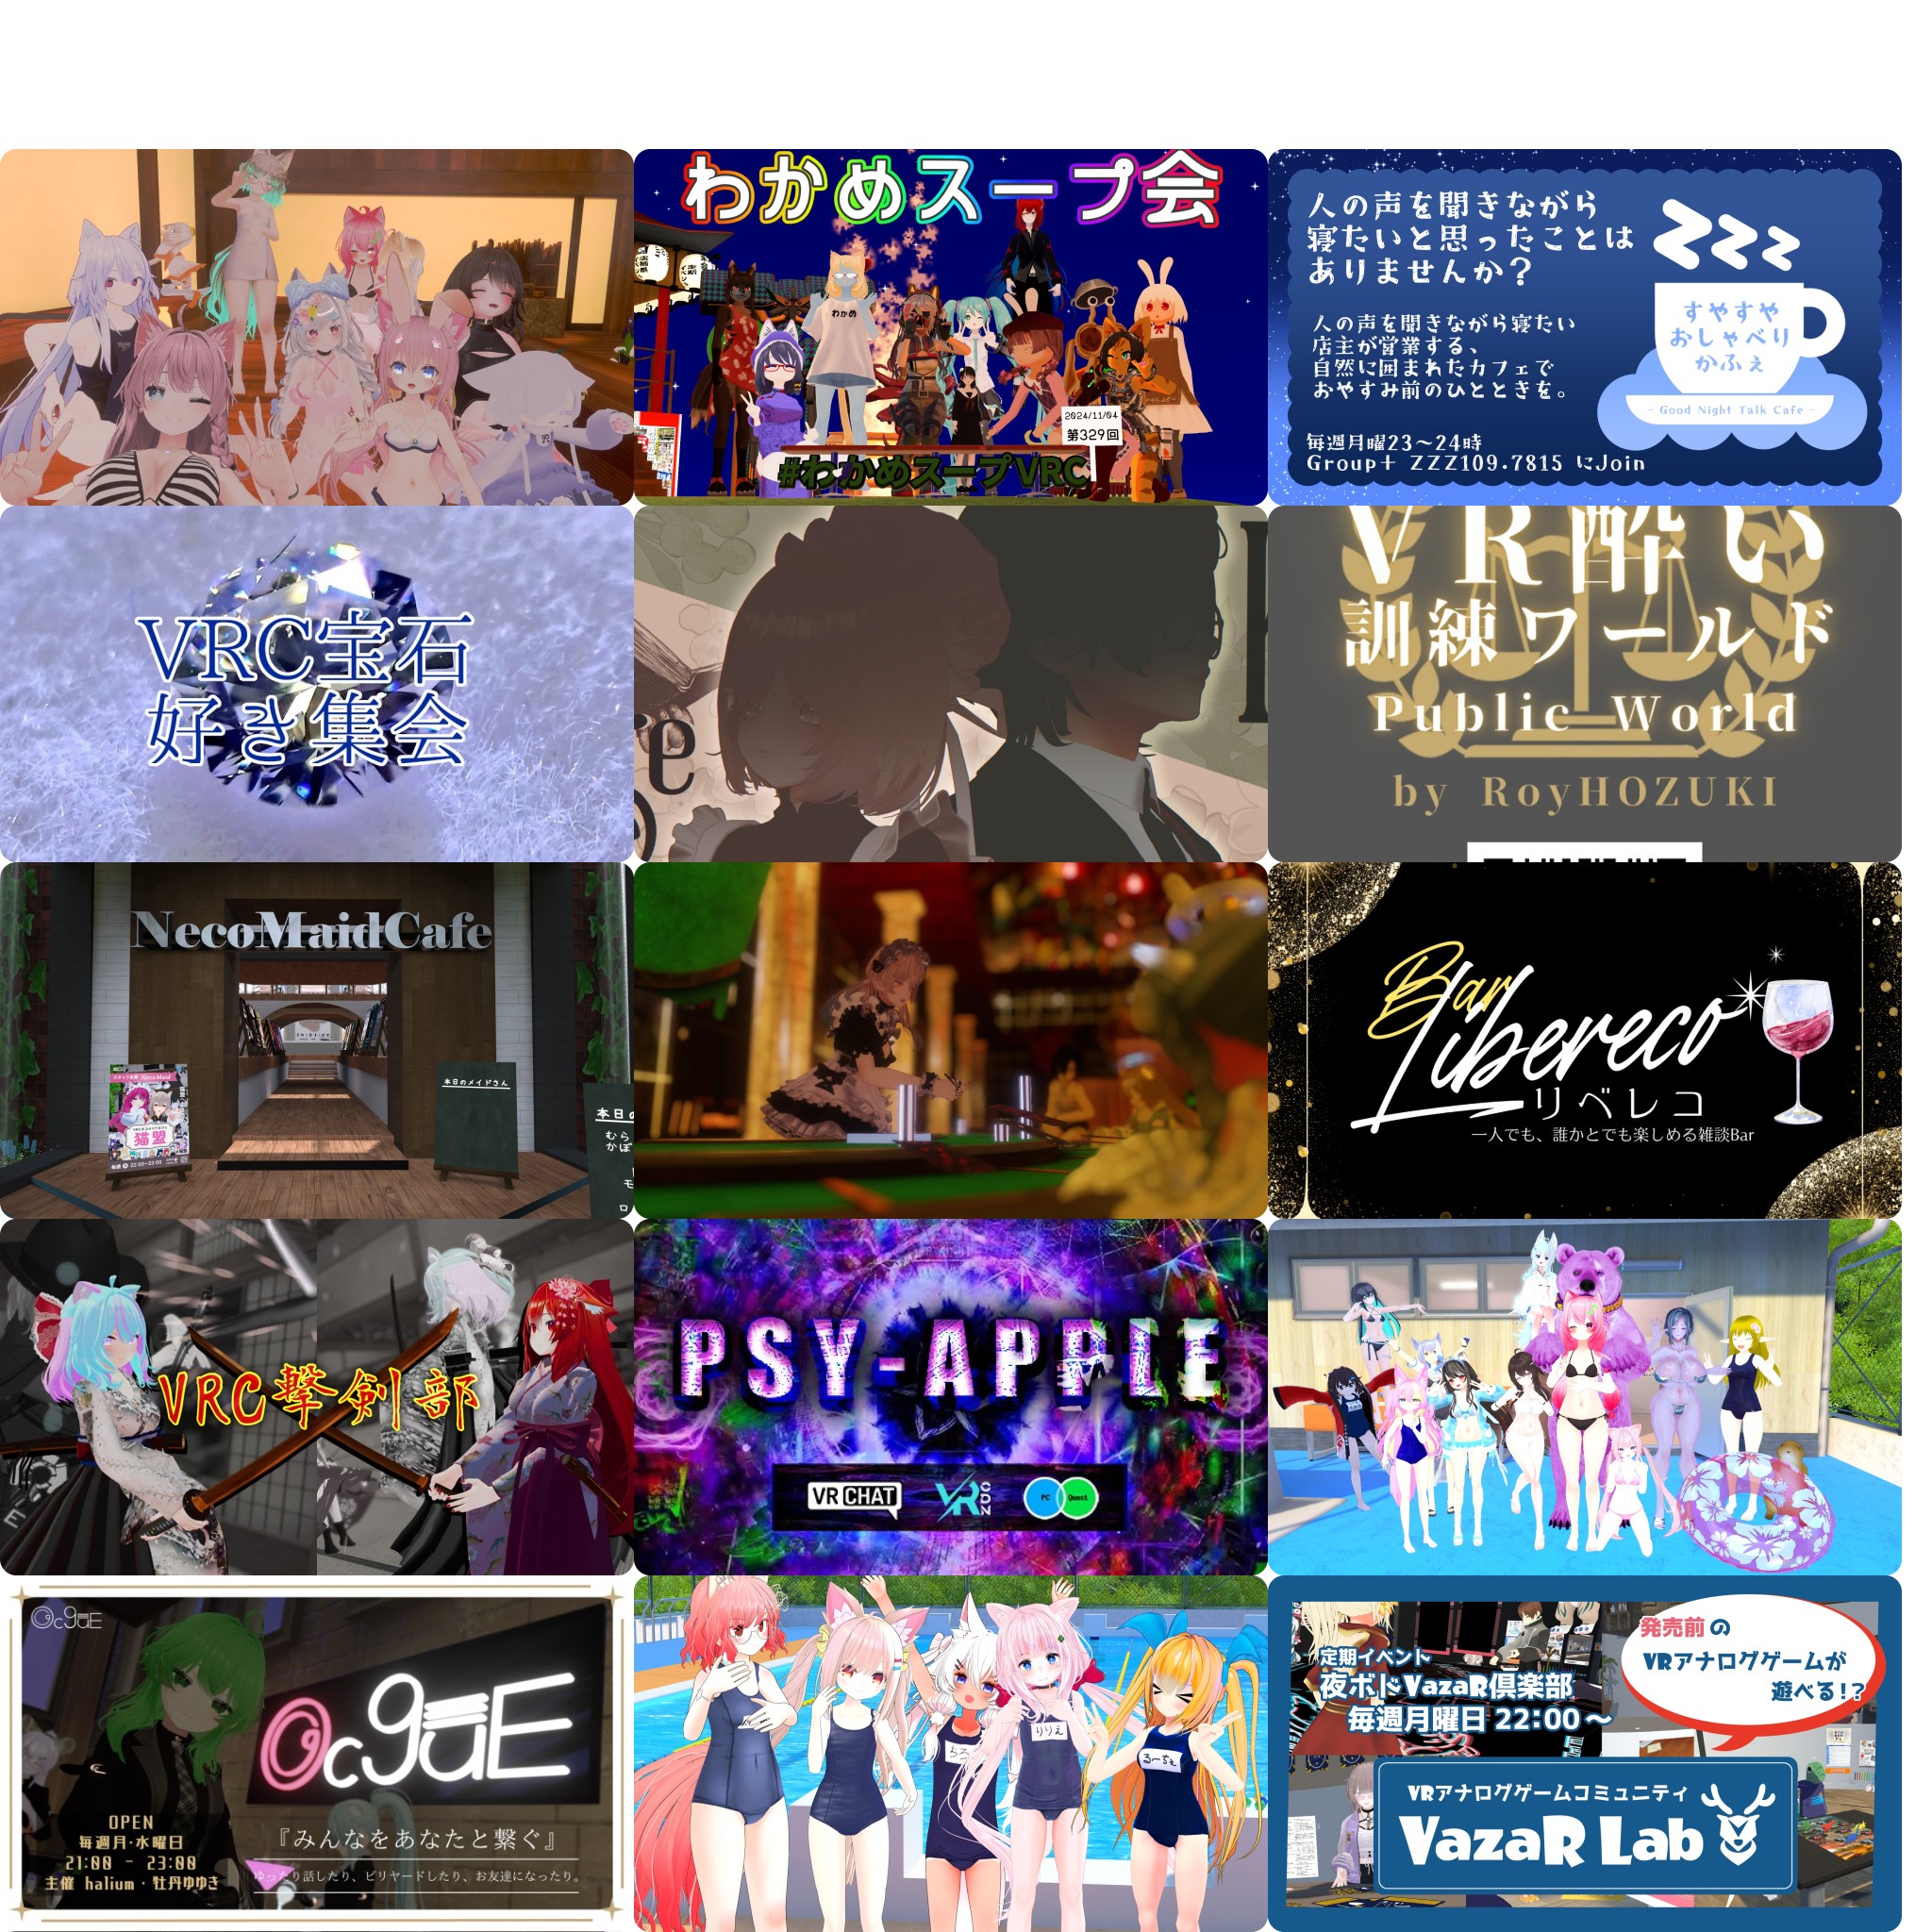 わかめスープ会
わかめ
2024/11/04
第329回
#わかめスープVRC
人の声を聞きながら
寝たいと思ったことは
ありませんか?
ZZZ
すやすや
おしゃべり
かふぇ
- Good Night Talk Cafe -
人の声を聞きながら寝たい
店主が営業する、
自然に囲まれたカフェで
おやすみ前のひとときを。
毎週月曜23～24時
Group+ ZZZ109.7815 にJoin
VRC宝石
好き集会
e
VR酔い
訓練ワールド
Public World
by RoyHOZUKI
NecoMaidCafe
猫盟
本日のメイドさん
本日の
むら
かぼ
モ
ロ
Bar
Libereco
リベレコ
一人でも、誰かとでも楽しめる雑談Bar
VRC撃剣部
PSY-APPLE
VRCHAT
PC
Quest
OcguE
OcguE
OPEN
毎週月・水曜日
21:00 - 23:00
主催 halium・牡丹ゆゆき
『みんなをあなたと繋ぐ』
ゆったり話したり、ビリヤードしたり、お友達になったり。
りりえ
るーちぇ
発売前の
VRアナログゲームが
遊べる!?
定期イベント
夜ボドVazaR倶楽部
毎週月曜日 22:00～
VRアナログゲームコミュニティ
VazaR Lab